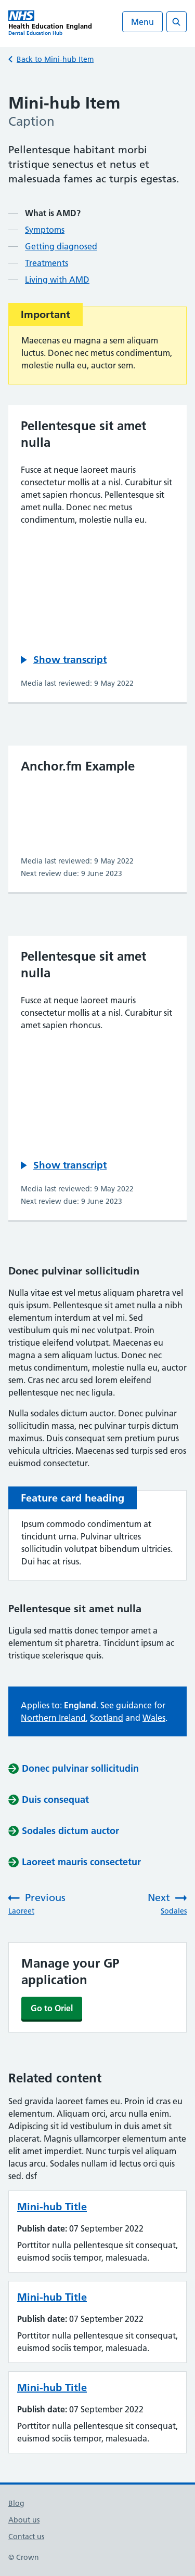 NHS
Health Education England
Dental Education Hub
Menu
Back to Mini-hub Item
Mini-hub Item
Caption
Pellentesque habitant morbi
tristique senectus et netus et
malesuada fames ac turpis egestas.
What is AMD?
Symptoms
Getting diagnosed
Treatments
Living with AMD
Important
Maecenas eu magna a sem aliquam
luctus. Donec nec metus condimentum,
molestie nulla eu, auctor sem.
Pellentesque sit amet
nulla
Fusce at neque laoreet mauris
consectetur mollis at a nisl. Curabitur sit
amet sapien rhoncus. Pellentesque sit
amet nulla. Donec nec metus
condimentum, molestie nulla eu.
Show transcript
Media last reviewed: 9 May 2022
Anchor.fm Example
Media last reviewed: 9 May 2022
Next review due: 9 June 2023
Pellentesque sit amet
nulla
Fusce at neque laoreet mauris
consectetur mollis at a nisl. Curabitur sit
amet sapien rhoncus.
Show transcript
Media last reviewed: 9 May 2022
Next review due: 9 June 2023
Donec pulvinar sollicitudin
Nulla vitae est vel metus aliquam pharetra vel
quis ipsum. Pellentesque sit amet nulla a nibh
elementum interdum at vel mi. Sed
vestibulum quis mi nec volutpat. Proin
tristique eleifend volutpat. Maecenas eu
magna a sem aliquam luctus. Donec nec
metus condimentum, molestie nulla eu, auctor
sem. Cras nec arcu sed lorem eleifend
pellentesque nec nec ligula.
Nulla sodales dictum auctor. Donec pulvinar
sollicitudin massa, nec pulvinar turpis dictum
maximus. Duis consequat sem pretium purus
vehicula ultricies. Maecenas sed turpis sed eros
euismod consectetur.
Feature card heading
Ipsum commodo condimentum at
tincidunt urna. Pulvinar ultrices
sollicitudin volutpat bibendum ultricies.
Dui hac at risus.
Pellentesque sit amet nulla
Ligula sed mattis donec tempor amet a
euismod sit pharetra et. Tincidunt ipsum ac
tristique scelerisque quis.
Applies to: England. See guidance for
Northern Ireland, Scotland and Wales.
Donec pulvinar sollicitudin
Duis consequat
Sodales dictum auctor
Laoreet mauris consectetur
Previous
Laoreet
Next
Sodales
Manage your GP
application
Go to Oriel
Related content
Sed gravida laoreet fames eu. Proin id cras eu
elementum. Aliquam orci, arcu nulla enim.
Adipiscing at id vestibulum in duis amet sit
placerat. Magnis ullamcorper elementum ante
elit amet imperdiet. Nunc turpis vel aliquam
lacus arcu. Sodales nullam id lectus orci quis
sed. dsf
Mini-hub Title
Publish date: 07 September 2022
Porttitor nulla pellentesque sit consequat,
euismod sociis tempor, malesuada.
Mini-hub Title
Publish date: 07 September 2022
Porttitor nulla pellentesque sit consequat,
euismod sociis tempor, malesuada.
Mini-hub Title
Publish date: 07 September 2022
Porttitor nulla pellentesque sit consequat,
euismod sociis tempor, malesuada.
Blog
About us
Contact us
© Crown